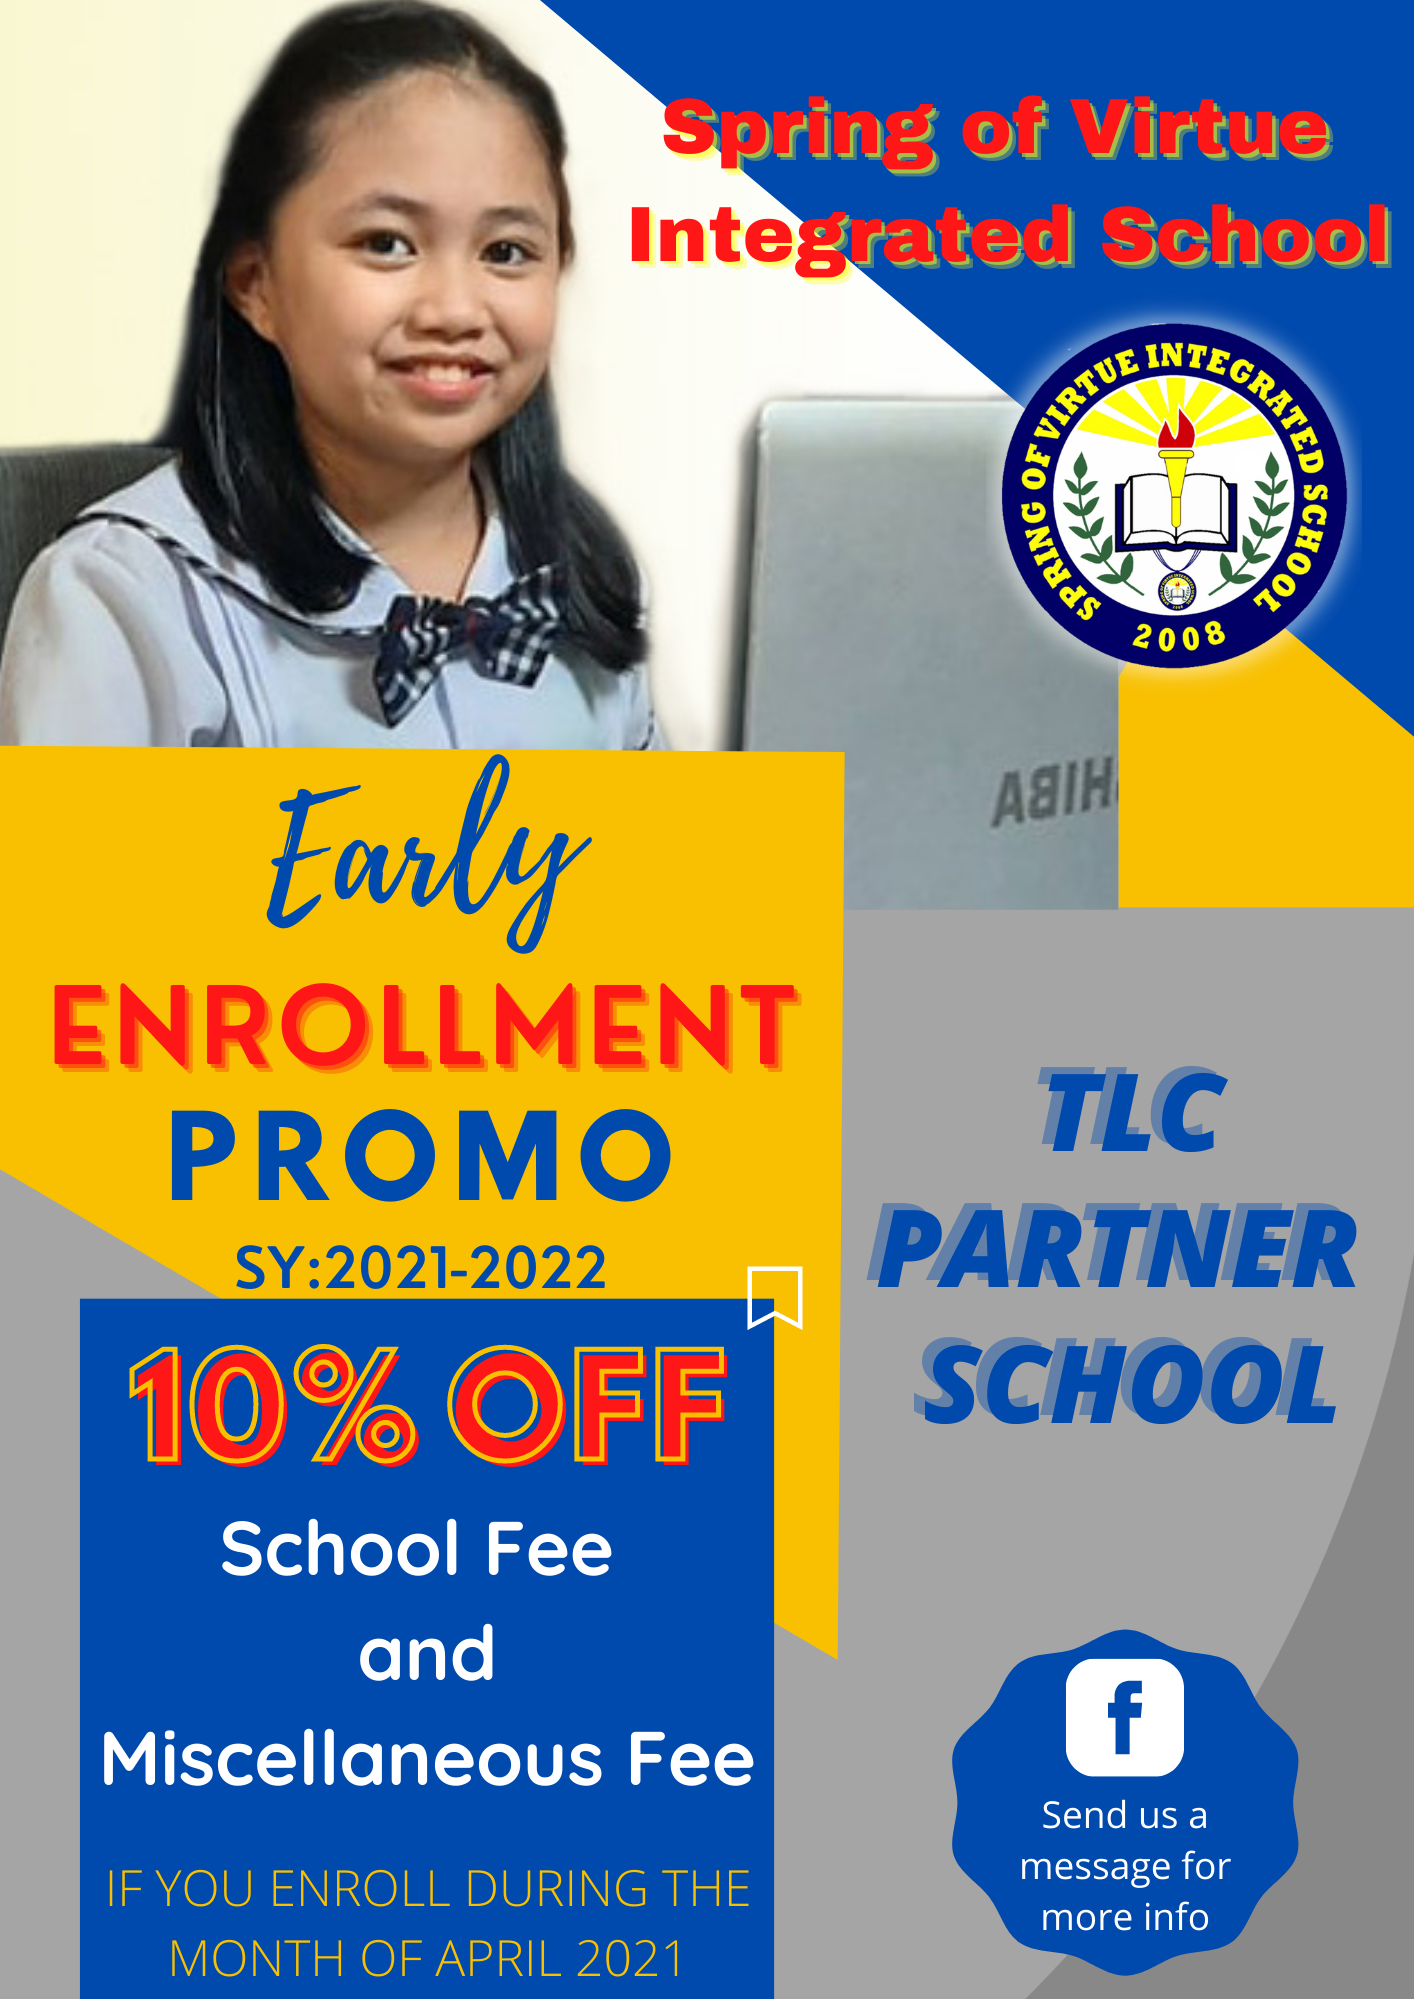 Spring of Virtue
Integrated School
SPRING OF VIRTUE INTEGRATED SCHOOL
2008
HIBA
Early
ENROLLMENT
PROMO
SY:2021-2022
10% OFF
School Fee
and
Miscellaneous Fee
IF YOU ENROLL DURING THE
MONTH OF APRIL 2021
TLC
PARTNER
SCHOOL
f
Send us a
message for
more info